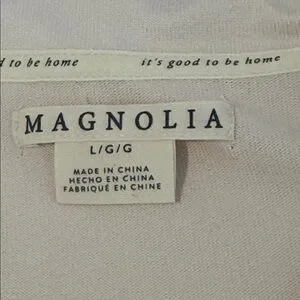 d to be home it's good to be home
MAGNOLIA
L/G/G
MADE IN CHINA
HECHO EN CHINA
FABRIQUÉ EN CHINE